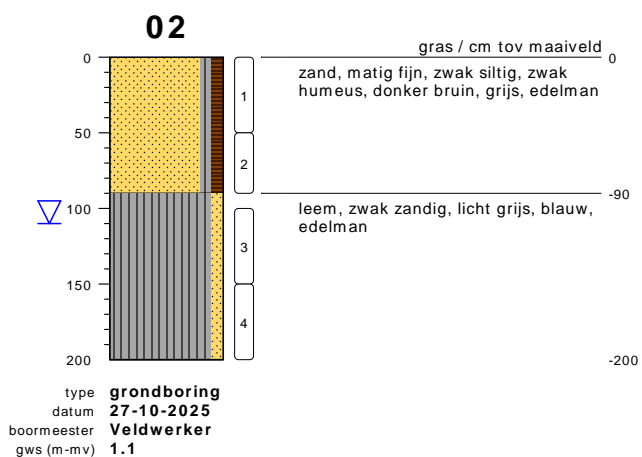 02
gras / cm tov maaiveld
0
0
zand, matig fijn, zwak siltig, zwak
humeus, donker bruin, grijs, edelman
1
50
2
-90
100
leem, zwak zandig, licht grijs, blauw,
edelman
3
150
4
200
-200
type grondboring
datum 27-10-2025
boormeester Veldwerker
gws (m-mv) 1.1